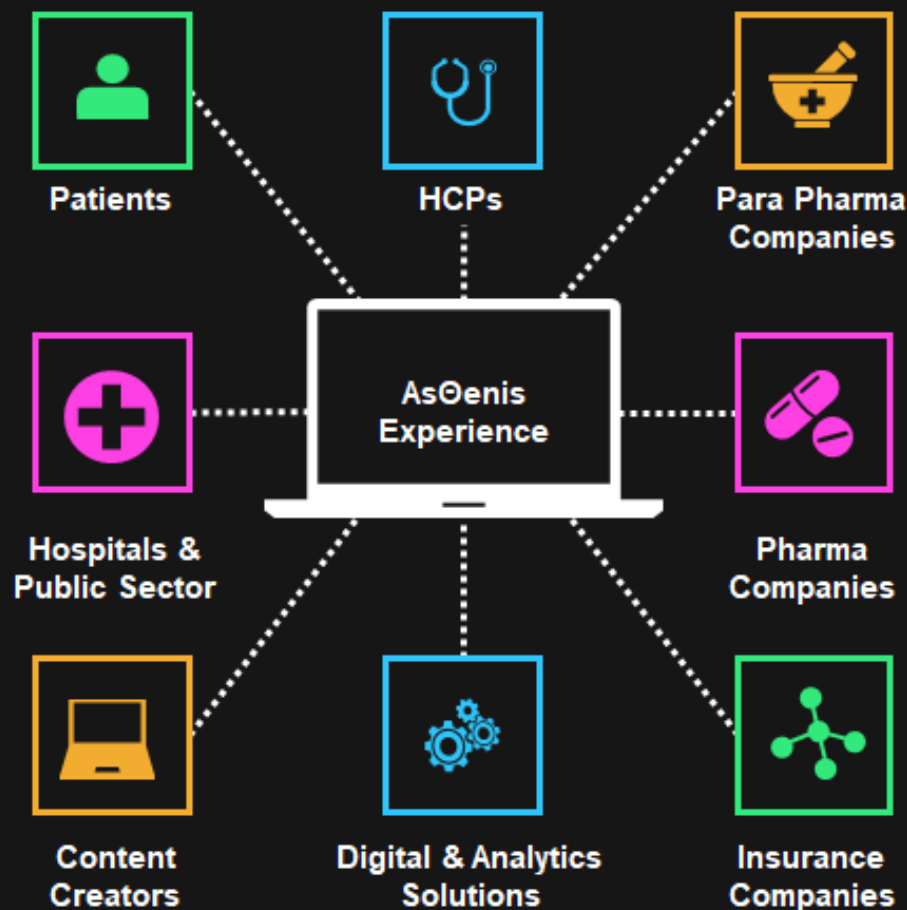 Patients
HCPs
Para Pharma
Companies
AsΘenis
Experience
Hospitals &
Public Sector
Pharma
Companies
Content
Creators
Digital & Analytics
Solutions
Insurance
Companies